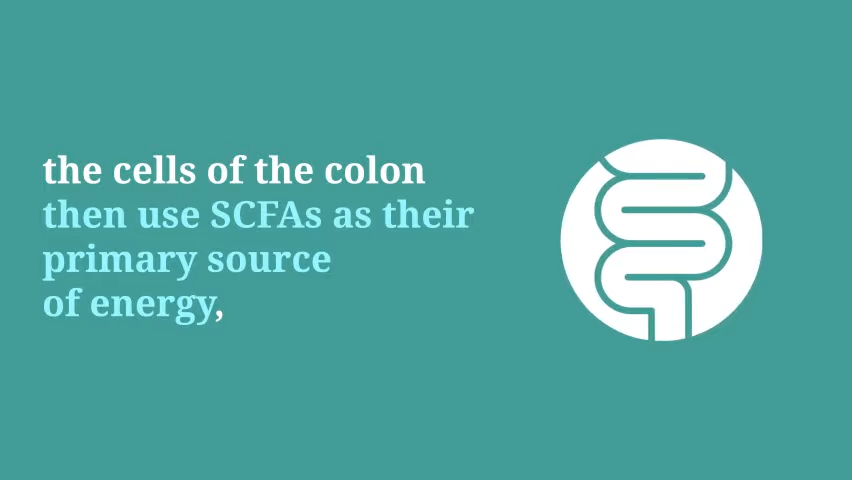 the cells of the colon
then use SCFAs as their
primary source
of energy,